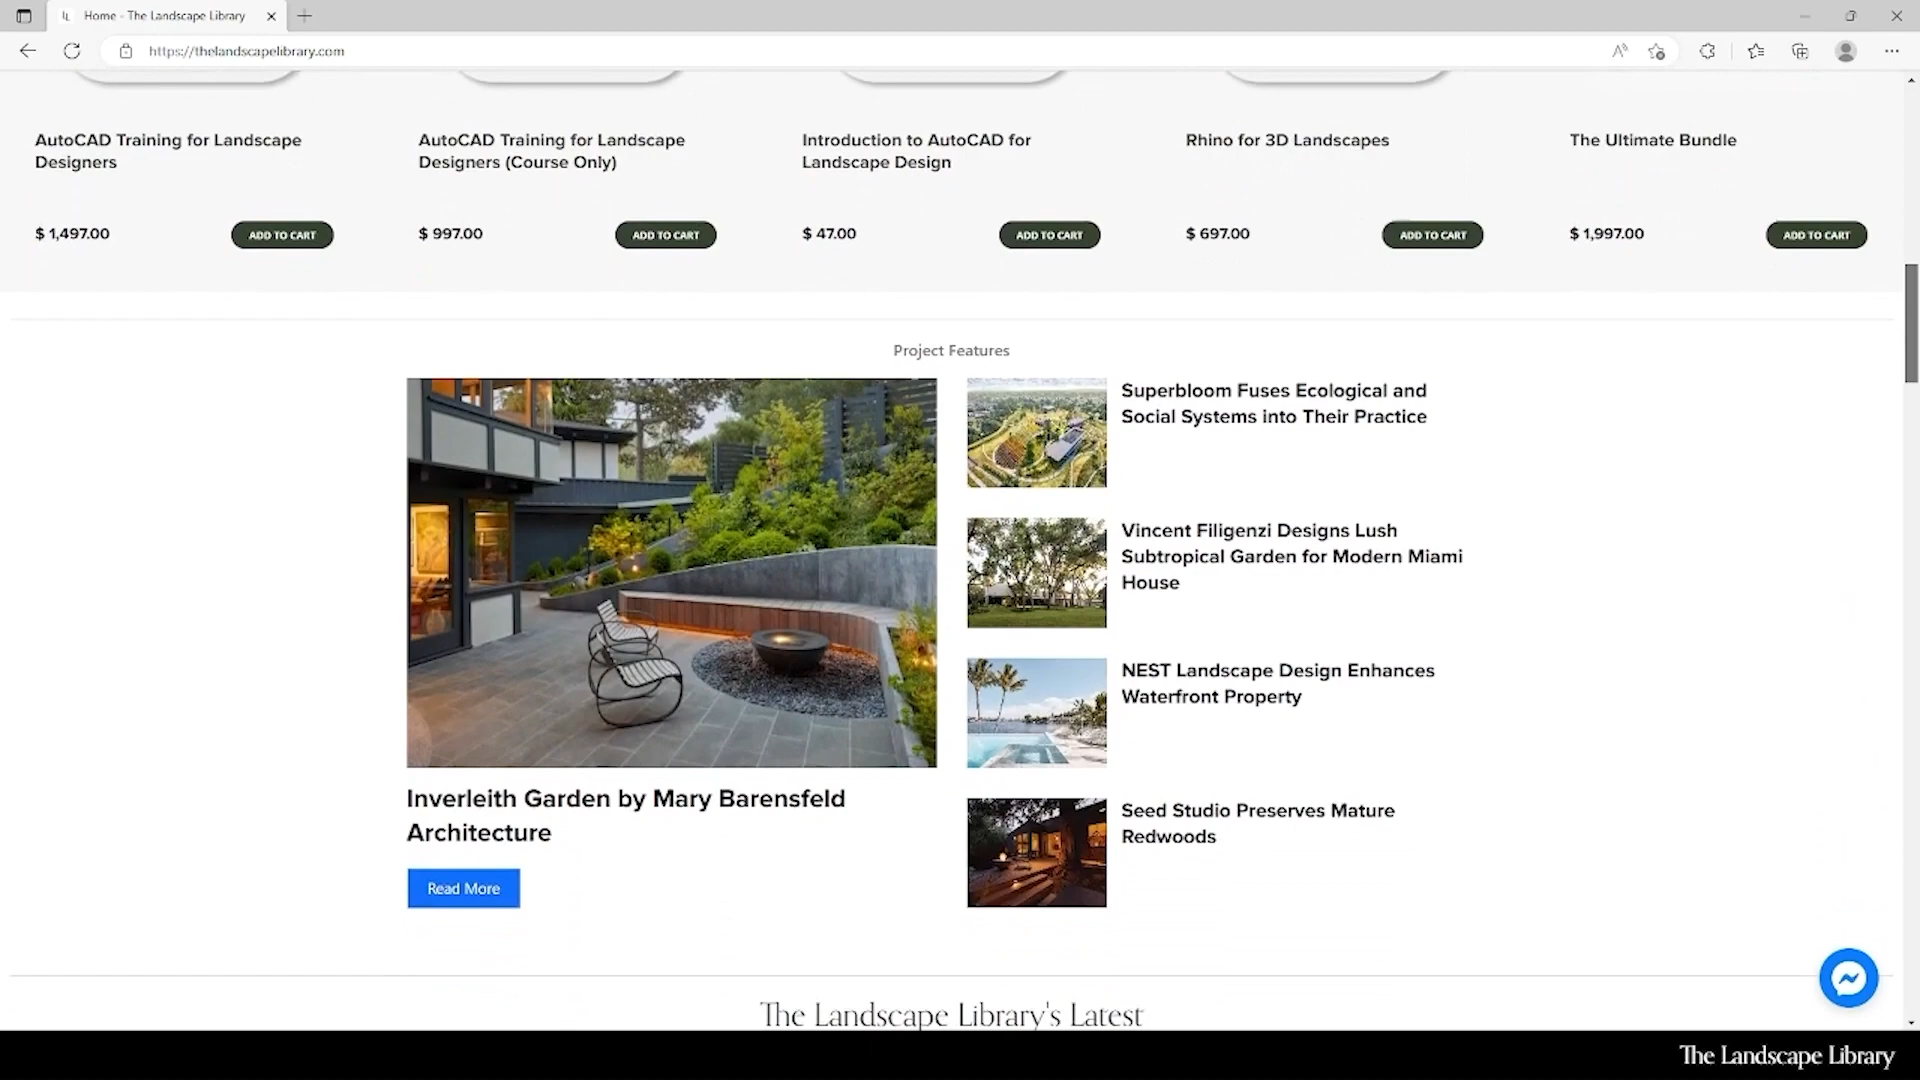 Home - The Landscape Library
https://thelandscapelibrary.com
AutoCAD Training for Landscape
Designers
$ 1,497.00
ADD TO CART
AutoCAD Training for Landscape
Designers (Course Only)
$ 997.00
ADD TO CART
Introduction to AutoCAD for
Landscape Design
$ 47.00
ADD TO CART
Rhino for 3D Landscapes
$ 697.00
ADD TO CART
The Ultimate Bundle
$ 1,997.00
ADD TO CART
Project Features
Inverleith Garden by Mary Barensfeld
Architecture
Read More
Superbloom Fuses Ecological and
Social Systems into Their Practice
Vincent Filigenzi Designs Lush
Subtropical Garden for Modern Miami
House
NEST Landscape Design Enhances
Waterfront Property
Seed Studio Preserves Mature
Redwoods
The Landscape Library's Latest
The Landscape Library